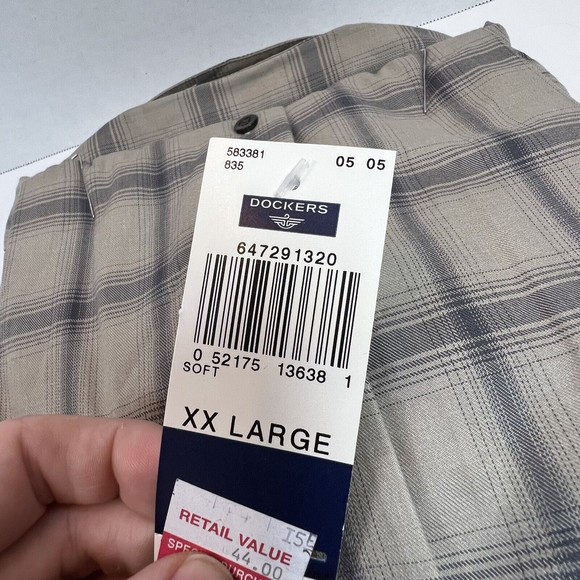 583381 05 05
835
DOCKERS
647291320
0 52175 13638 1
SOFT
XX LARGE
RETAIL VALUE
44.00